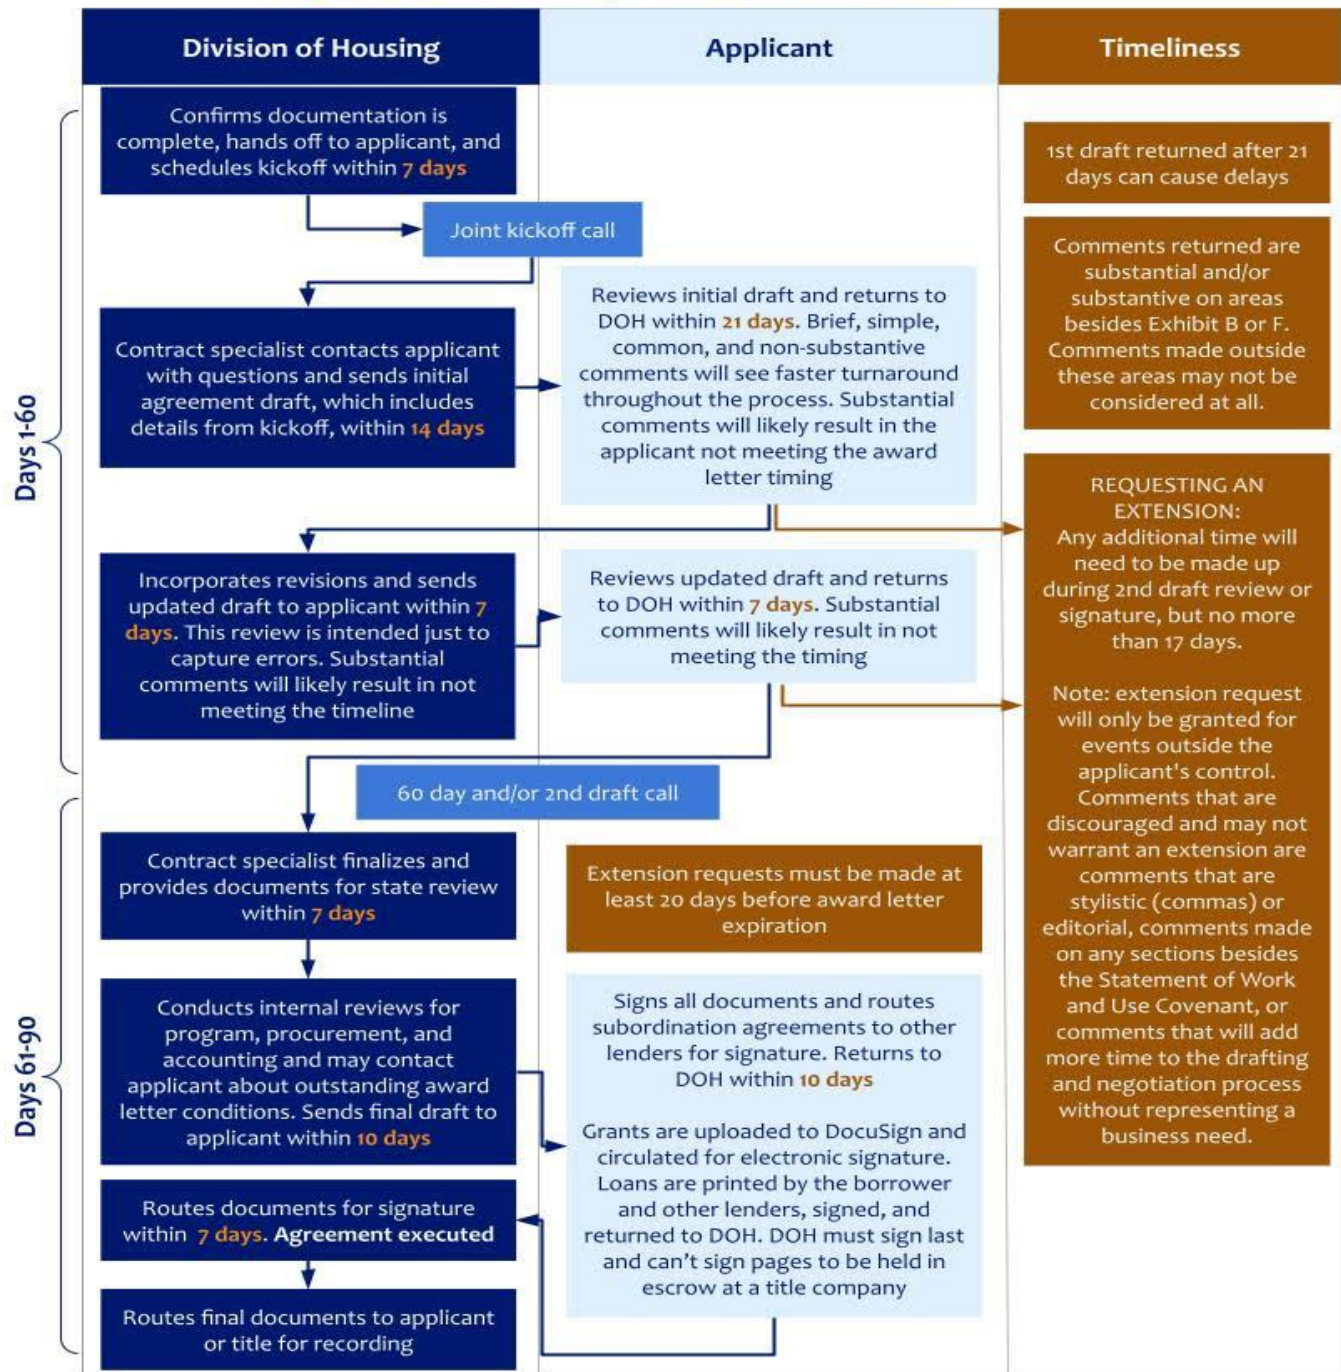 Division of Housing
Applicant
Timeliness
Days 1-60
Confirms documentation is
complete, hands off to applicant, and
schedules kickoff within 7 days
Joint kickoff call
Contract specialist contacts applicant
with questions and sends initial
agreement draft, which includes
details from kickoff, within 14 days
Reviews initial draft and returns to
DOH within 21 days. Brief, simple,
common, and non-substantive
comments will see faster turnaround
throughout the process. Substantial
comments will likely result in the
applicant not meeting the award
letter timing
1st draft returned after 21
days can cause delays
Comments returned are
substantial and/or
substantive on areas
besides Exhibit B or F.
Comments made outside
these areas may not be
considered at all.
Incorporates revisions and sends
updated draft to applicant within 7
days. This review is intended just to
capture errors. Substantial
comments will likely result in not
meeting the timeline
Reviews updated draft and returns
to DOH within 7 days. Substantial
comments will likely result in not
meeting the timing
REQUESTING AN
EXTENSION:
Any additional time will
need to be made up
during 2nd draft review or
signature, but no more
than 17 days.
Note: extension request
will only be granted for
events outside the
applicant's control.
Comments that are
discouraged and may not
warrant an extension are
comments that are
stylistic (commas) or
editorial, comments made
on any sections besides
the Statement of Work
and Use Covenant, or
comments that will add
more time to the drafting
and negotiation process
without representing a
business need.
60 day and/or 2nd draft call
Days 61-90
Contract specialist finalizes and
provides documents for state review
within 7 days
Extension requests must be made at
least 20 days before award letter
expiration
Conducts internal reviews for
program, procurement, and
accounting and may contact
applicant about outstanding award
letter conditions. Sends final draft to
applicant within 10 days
Signs all documents and routes
subordination agreements to other
lenders for signature. Returns to
DOH within 10 days
Grants are uploaded to DocuSign and
circulated for electronic signature.
Loans are printed by the borrower
and other lenders, signed, and
returned to DOH. DOH must sign last
and can't sign pages to be held in
escrow at a title company
Routes documents for signature
within 7 days. Agreement executed
Routes final documents to applicant
or title for recording